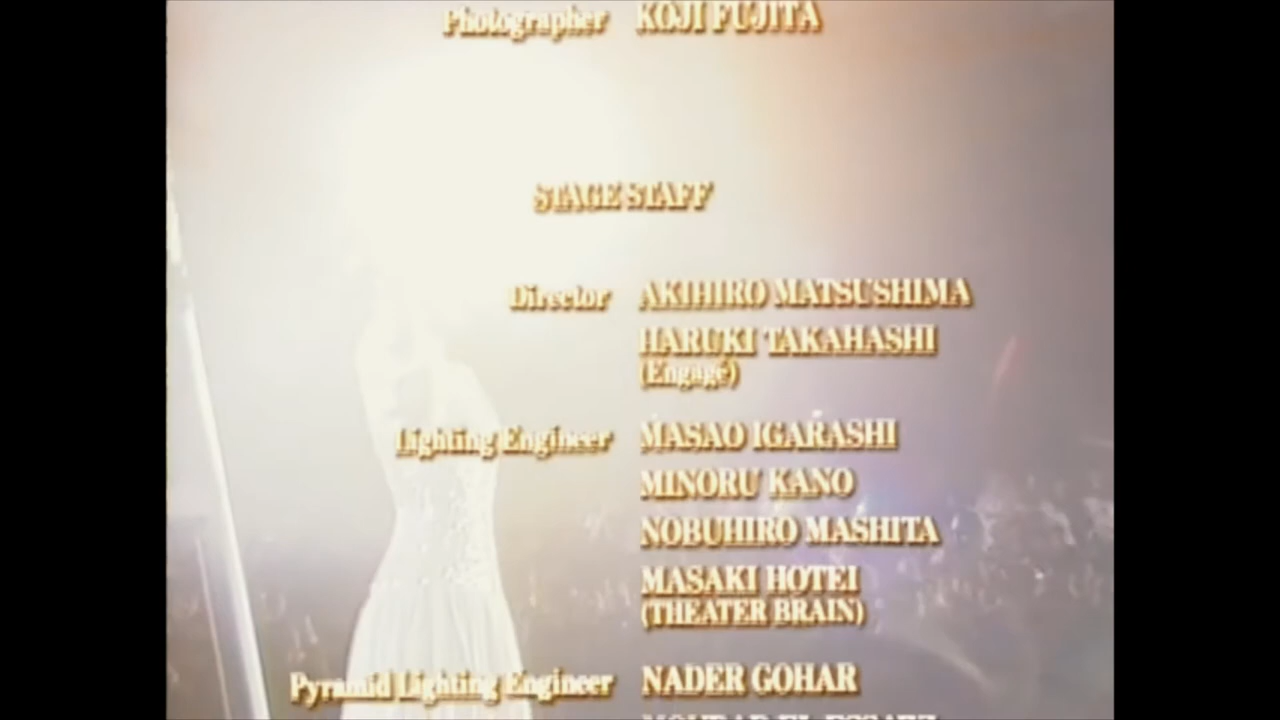 Photographer KOJI FUJITA
STAGE STAFF
Director AKIHIRO MATSUSHIMA
HARUKI TAKAHASHI
(Engagé)
Lighting Engineer MASAO IGARASHI
MINORU KANO
NOBUHIRO MASHITA
MASAKI HOTEI
(THEATER BRAIN)
Pyramid Lighting Engineer NADER GOHAR